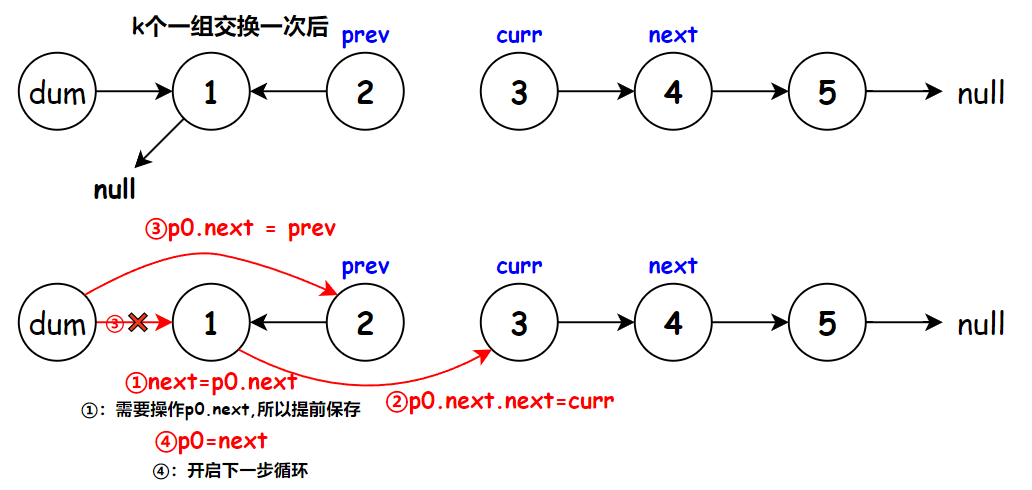 k个一组交换一次后
prev curr next
dum 1 2 3 4 5 null
null
③p0.next = prev
prev curr next
dum ③ 1 2 3 4 5 null
①next=p0.next
②p0.next.next=curr
①：需要操作p0.next,所以提前保存
④p0=next
④：开启下一步循环